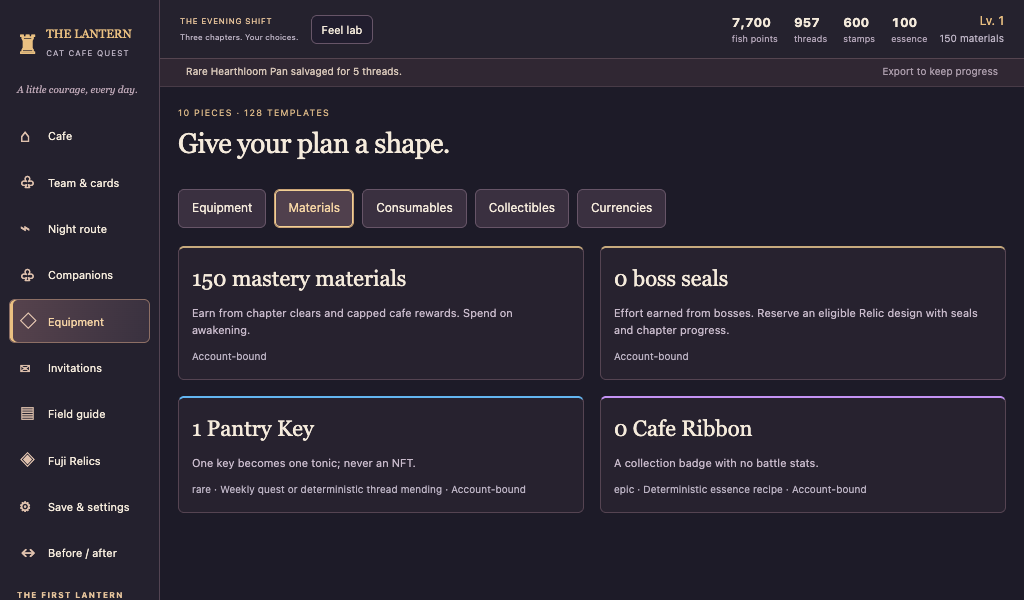 THE LANTERN
CAT CAFE QUEST
A little courage, every day.
Cafe
Team & cards
Night route
Companions
Equipment
Invitations
Field guide
Fuji Relics
Save & settings
Before / after
THE FIRST LANTERN
THE EVENING SHIFT
Three chapters. Your choices.
Feel lab
7,700
fish points
957
threads
600
stamps
100
essence
Lv. 1
150 materials
Rare Hearthloom Pan salvaged for 5 threads.
Export to keep progress
10 PIECES · 128 TEMPLATES
Give your plan a shape.
Equipment
Materials
Consumables
Collectibles
Currencies
150 mastery materials
Earn from chapter clears and capped cafe rewards. Spend on
awakening.
Account-bound
0 boss seals
Effort earned from bosses. Reserve an eligible Relic design with seals
and chapter progress.
Account-bound
1 Pantry Key
One key becomes one tonic; never an NFT.
rare · Weekly quest or deterministic thread mending · Account-bound
0 Cafe Ribbon
A collection badge with no battle stats.
epic · Deterministic essence recipe · Account-bound